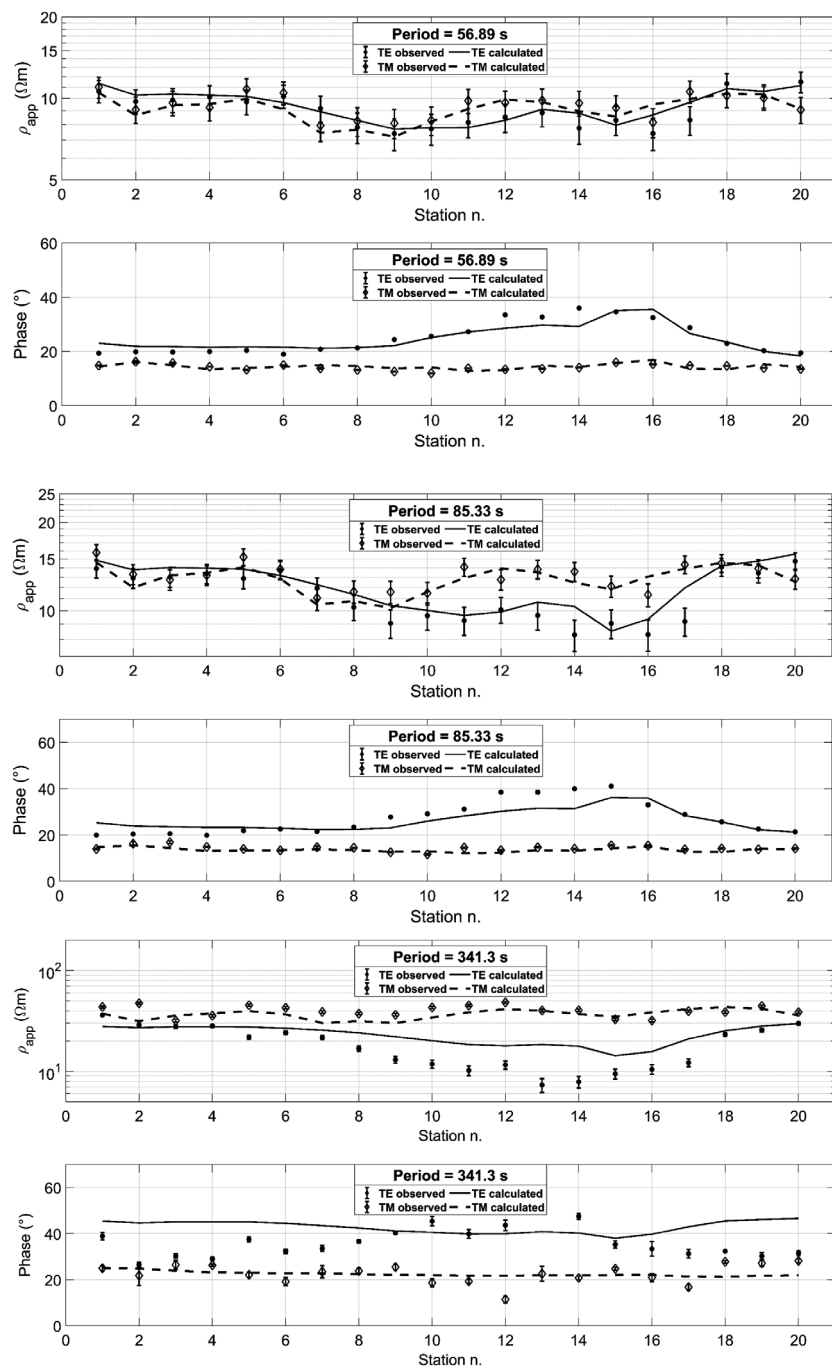 Period = 56.89 s
TE observed TE calculated
TM observed TM calculated
20
15
10
5
ρapp (Ωm)
0 2 4 6 8 10 12 14 16 18 20
Station n.
Period = 56.89 s
TE observed TE calculated
TM observed TM calculated
60
40
20
0
Phase (°)
0 2 4 6 8 10 12 14 16 18 20
Station n.
Period = 85.33 s
TE observed TE calculated
TM observed TM calculated
25
20
15
10
ρapp (Ωm)
0 2 4 6 8 10 12 14 16 18 20
Station n.
Period = 85.33 s
TE observed TE calculated
TM observed TM calculated
60
40
20
0
Phase (°)
0 2 4 6 8 10 12 14 16 18 20
Station n.
Period = 341.3 s
TE observed TE calculated
TM observed TM calculated
10²
10¹
ρapp (Ωm)
0 2 4 6 8 10 12 14 16 18 20
Station n.
Period = 341.3 s
TE observed TE calculated
TM observed TM calculated
60
40
20
0
Phase (°)
0 2 4 6 8 10 12 14 16 18 20
Station n.